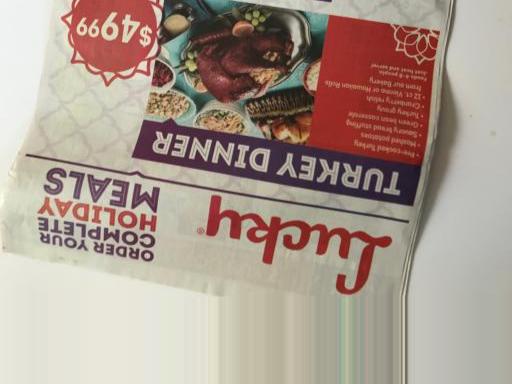 Lucky®
ORDER YOUR
COMPLETE
HOLIDAY
MEALS
TURKEY DINNER
• Pre-cooked Turkey
• Mashed potatoes
• Savory bread stuffing
• Green bean casserole
• Turkey gravy
• Cranberry relish
• 12 ct. Vienna or Hawaiian Rolls
from our Bakery
Feeds 6-8 people.
Just heat and serve!
$4999